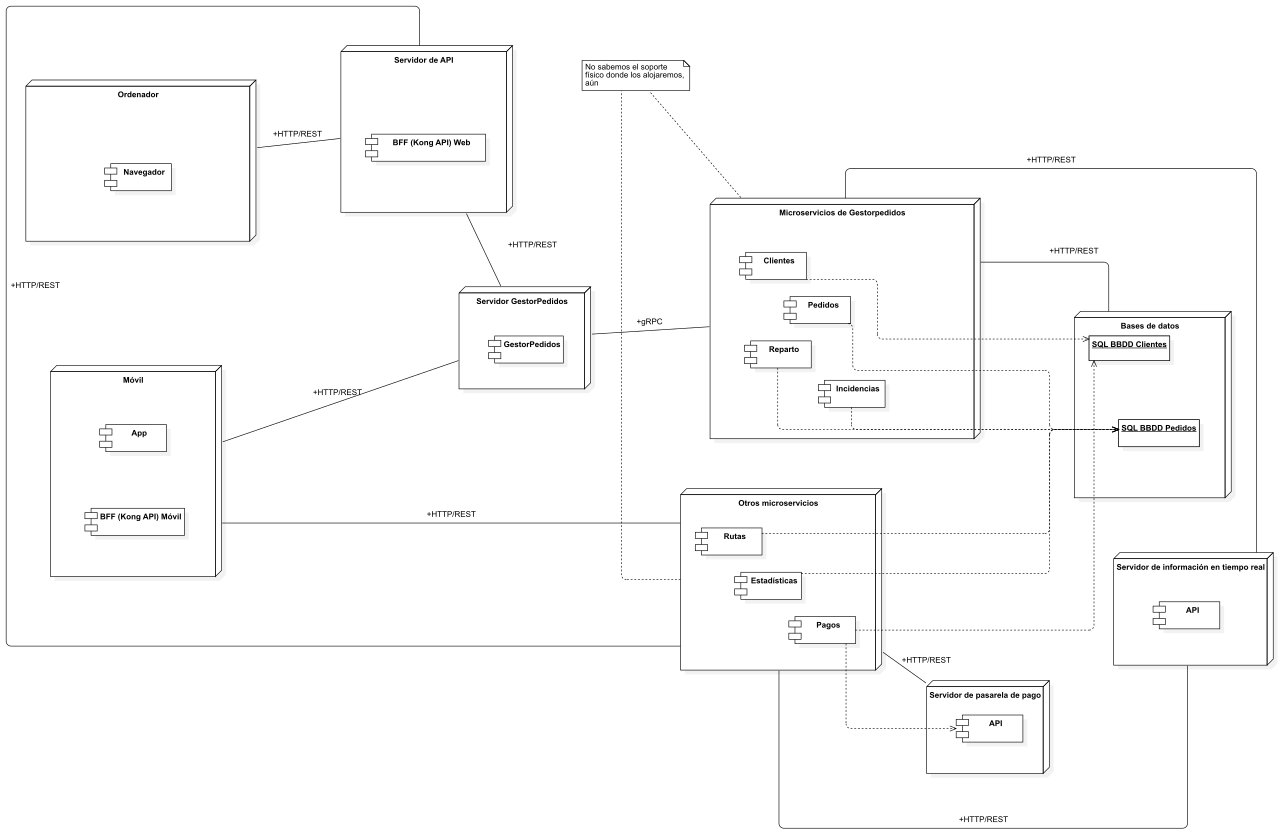 Servidor de API
No sabemos el soporte
físico donde los alojaremos,
aún
Ordenador
+HTTP/REST
BFF (Kong API) Web
Navegador
+HTTP/REST
Microservicios de Gestorpedidos
+HTTP/REST
+HTTP/REST
Clientes
+HTTP/REST
Servidor GestorPedidos
Pedidos
+gRPC
Bases de datos
GestorPedidos
SQL BBDD Clientes
Reparto
Móvil
Incidencias
+HTTP/REST
App
SQL BBDD Pedidos
Otros microservicios
BFF (Kong API) Móvil
+HTTP/REST
Rutas
Servidor de información en tiempo real
Estadísticas
API
Pagos
+HTTP/REST
Servidor de pasarela de pago
API
+HTTP/REST